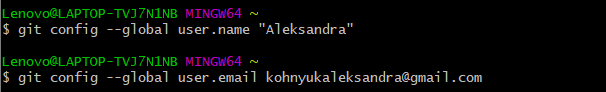 Lenovo@LAPTOP-TVJ7N1NB MINGW64 ~
$ git config --global user.name "Aleksandra"
Lenovo@LAPTOP-TVJ7N1NB MINGW64 ~
$ git config --global user.email kohnyukaleksandra@gmail.com